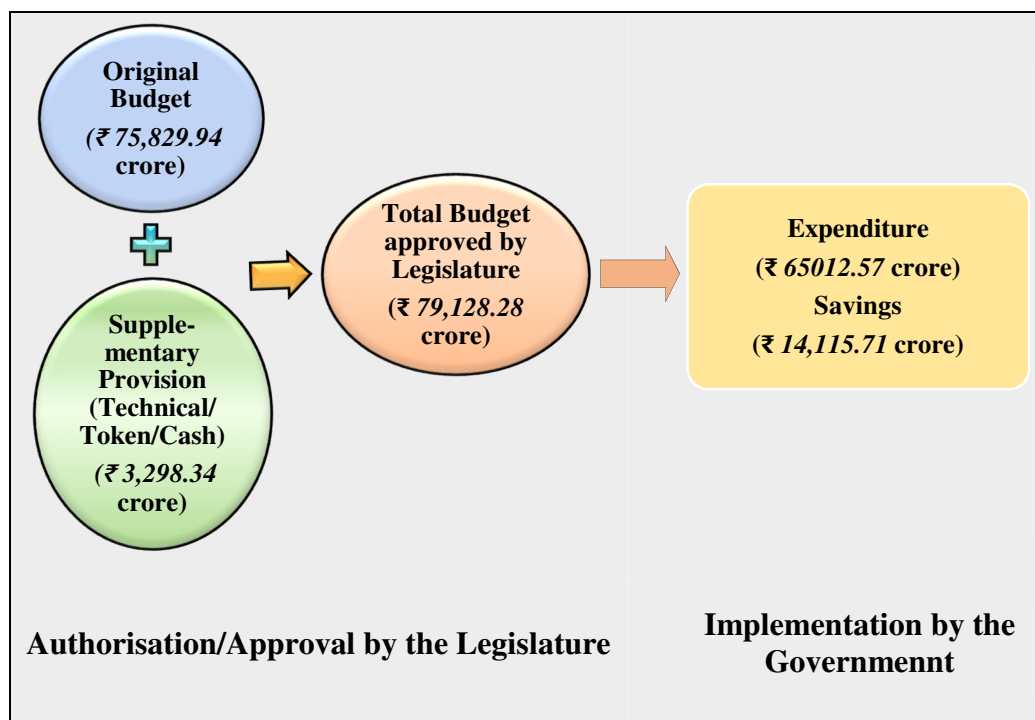 Original
Budget
(₹ 75,829.94
crore)
Supple-
mentary
Provision
(Technical/
Token/Cash)
(₹ 3,298.34
crore)
Total Budget
approved by
Legislature
(₹ 79,128.28
crore)
Expenditure
(₹ 65012.57 crore)
Savings
(₹ 14,115.71 crore)
Authorisation/Approval by the Legislature
Implementation by the
Governmennt